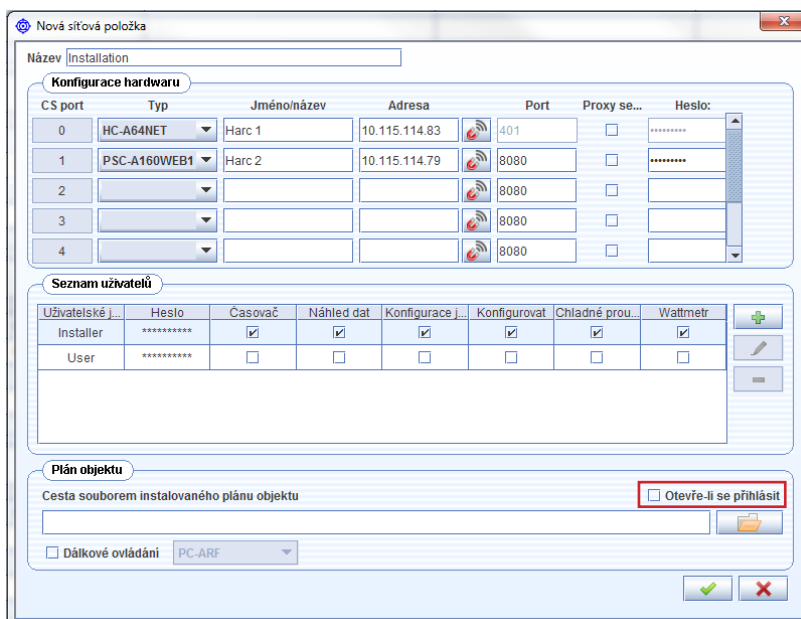 Nová síťová položka
Název Installation
Konfigurace hardwaru
CS port Typ Jméno/název Adresa Port Proxy se... Heslo:
0 HC-A64NET Harc 1 10.115.114.83 401 *********
1 PSC-A160WEB1 Harc 2 10.115.114.79 8080 •••••••••
2 8080
3 8080
4 8080
Seznam uživatelů
Uživatelské j... Heslo Časovač Náhled dat Konfigurace j... Konfigurovat Chladné prou... Wattmetr
Installer **********
User **********
Plán objektu
Cesta souborem instalovaného plánu objektu Otevře-li se přihlásit
Dálkové ovládání PC-ARF